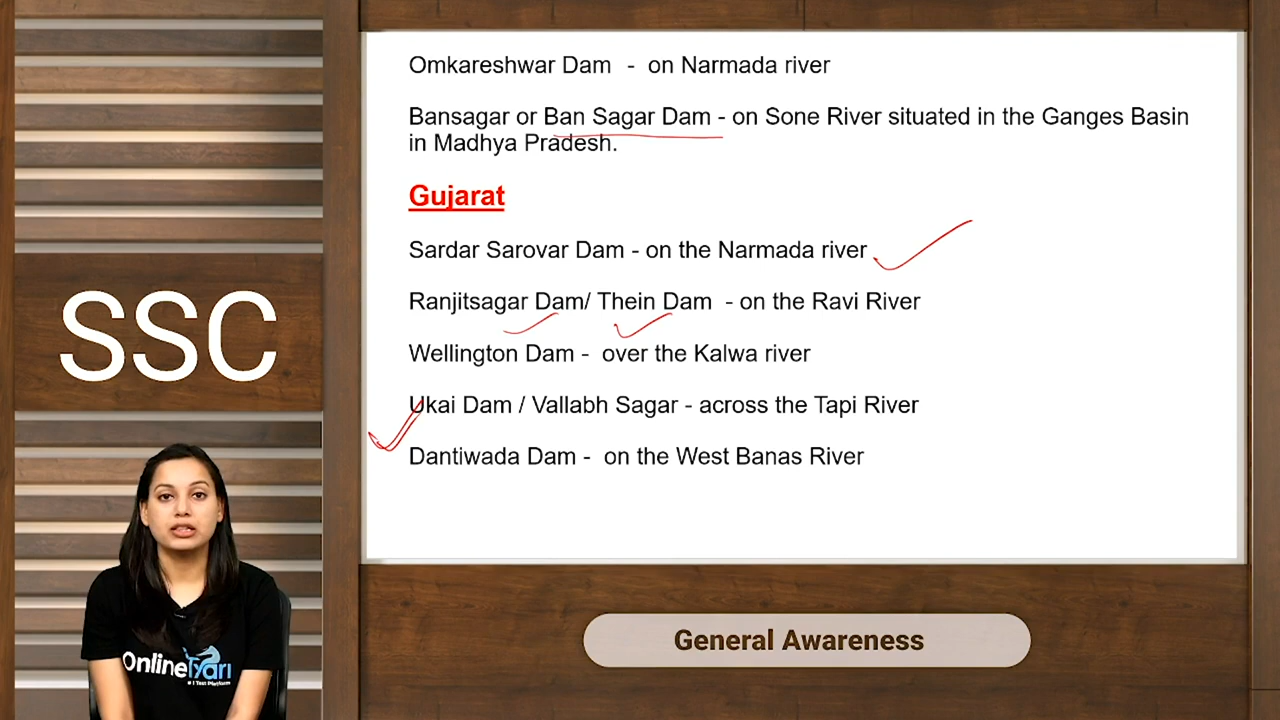 Omkareshwar Dam - on Narmada river
Bansagar or Ban Sagar Dam - on Sone River situated in the Ganges Basin
in Madhya Pradesh.
Gujarat
Sardar Sarovar Dam - on the Narmada river
Ranjitsagar Dam/ Thein Dam - on the Ravi River
Wellington Dam - over the Kalwa river
Ukai Dam / Vallabh Sagar - across the Tapi River
Dantiwada Dam - on the West Banas River
SSC
OnlineTyari
# 1 Test Platform
General Awareness